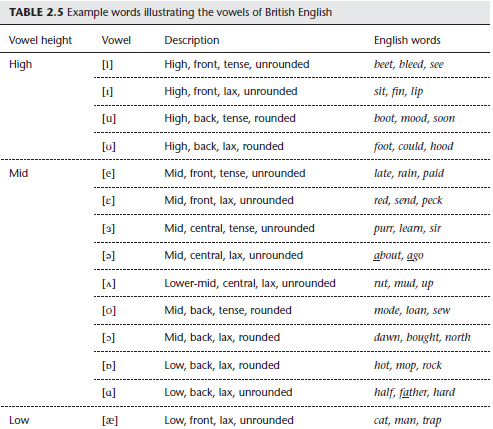 TABLE 2.5 Example words illustrating the vowels of British English
Vowel height Vowel Description English words
High [i] High, front, tense, unrounded beet, bleed, see
[ɪ] High, front, lax, unrounded sit, fin, lip
[u] High, back, tense, rounded boot, mood, soon
[ʊ] High, back, lax, rounded foot, could, hood
Mid [e] Mid, front, tense, unrounded late, rain, paid
[ɛ] Mid, front, lax, unrounded red, send, peck
[ɜ] Mid, central, tense, unrounded purr, learn, sir
[ə] Mid, central, lax, unrounded about, ago
[ʌ] Lower-mid, central, lax, unrounded rut, mud, up
[o] Mid, back, tense, rounded mode, loan, sew
[ɔ] Mid, back, lax, rounded dawn, bought, north
[ɒ] Low, back, lax, rounded hot, mop, rock
[ɑ] Low, back, lax, unrounded half, father, hard
Low [æ] Low, front, lax, unrounded cat, man, trap